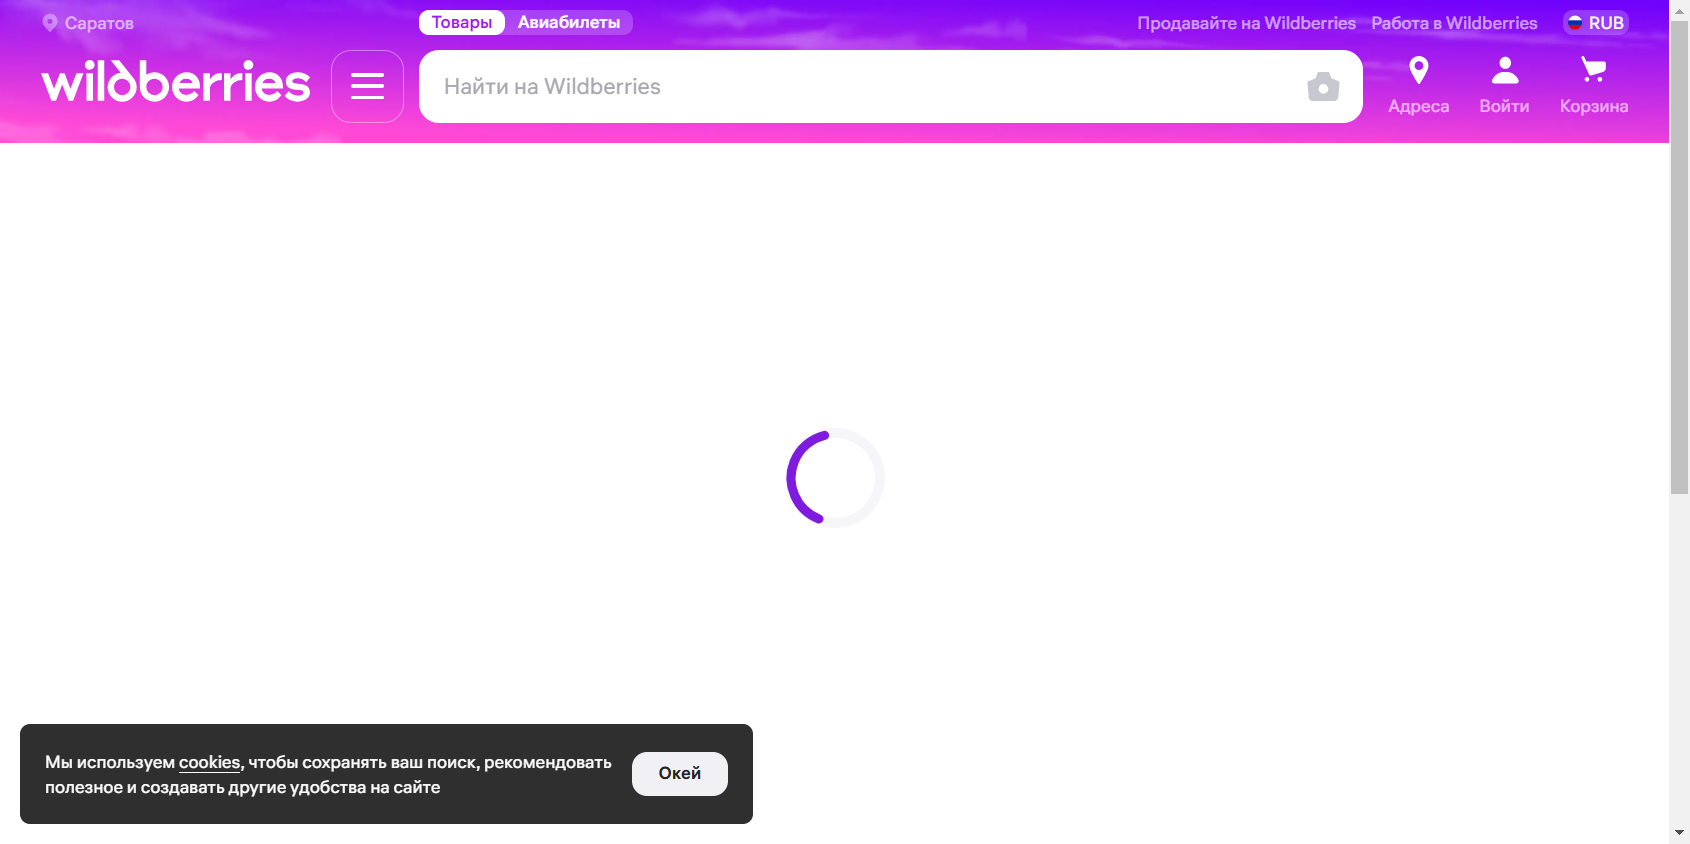 Саратов
Товары
Авиабилеты
Продавайте на Wildberries
Работа в Wildberries
RUB
wildberries
Найти на Wildberries
Адреса
Войти
Корзина
Мы используем cookies, чтобы сохранять ваш поиск, рекомендовать
полезное и создавать другие удобства на сайте
Окей